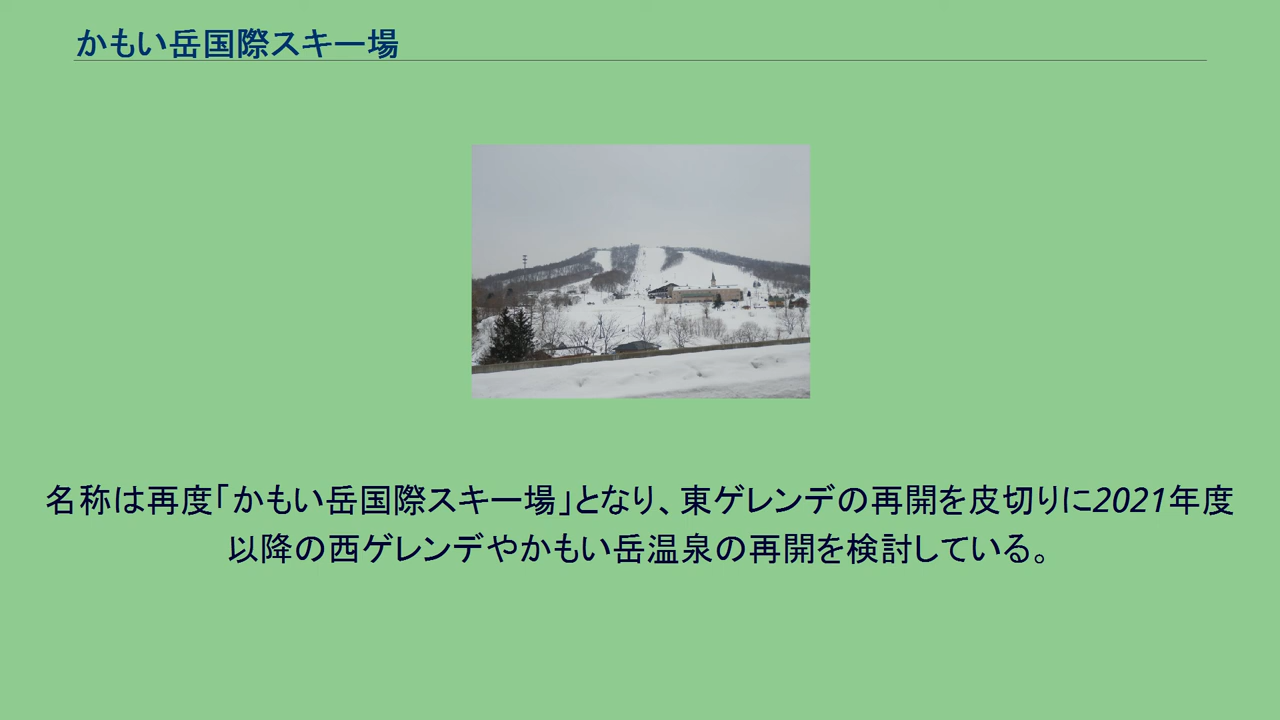 かもい岳国際スキー場
名称は再度「かもい岳国際スキー場」となり、東ゲレンデの再開を皮切りに2021年度
以降の西ゲレンデやかもい岳温泉の再開を検討している。